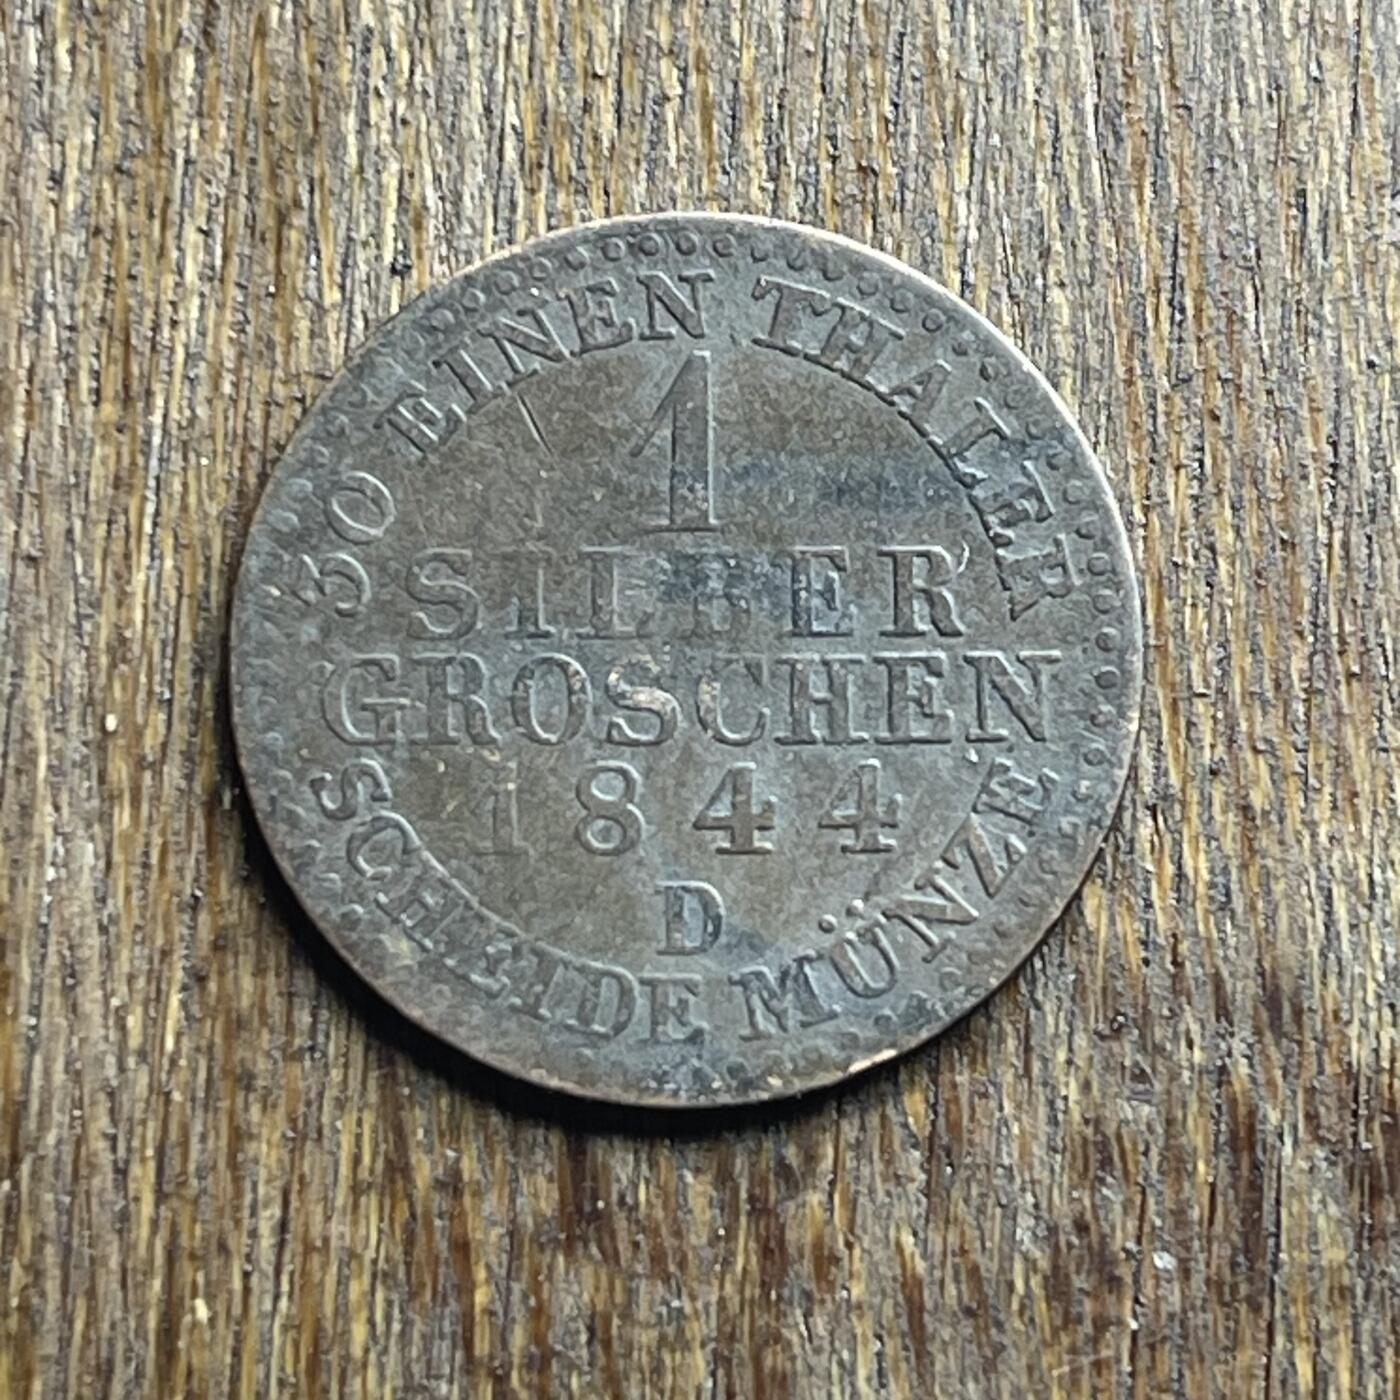 30 EINEN THALER
1
SILBER
GROSCHEN
1844
D
SCHEIDE MÜNZE